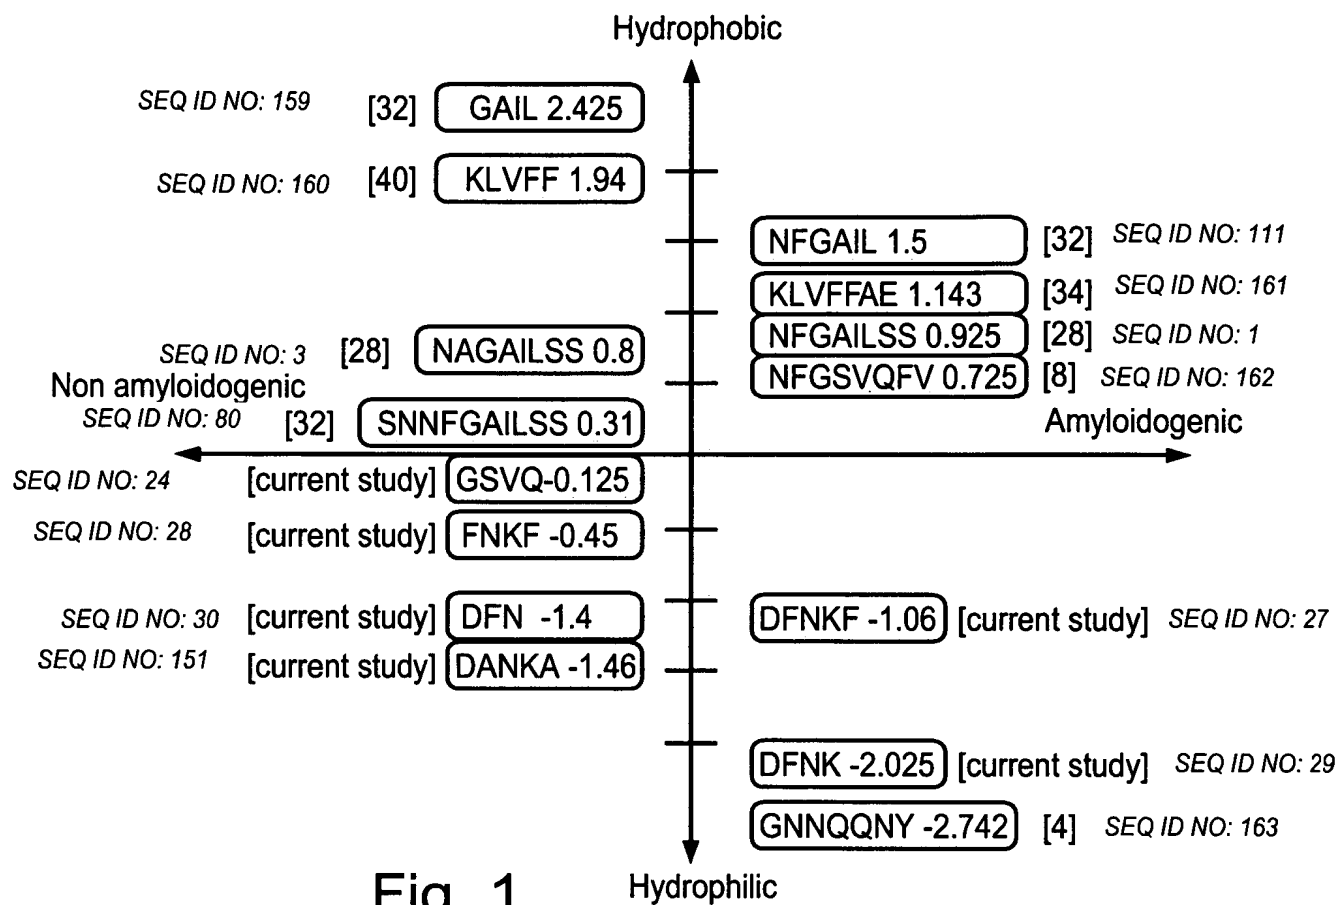 Hydrophobic
SEQ ID NO: 159 [32] GAIL 2.425
SEQ ID NO: 160 [40] KLVFF 1.94
NFGAIL 1.5 [32] SEQ ID NO: 111
KLVFFAE 1.143 [34] SEQ ID NO: 161
NFGAILSS 0.925 [28] SEQ ID NO: 1
SEQ ID NO: 3 [28] NAGAILSS 0.8
NFGSVQFV 0.725 [8] SEQ ID NO: 162
Non amyloidogenic
SEQ ID NO: 80 [32] SNNFGAILSS 0.31
Amyloidogenic
SEQ ID NO: 24 [current study] GSVQ-0.125
SEQ ID NO: 28 [current study] FNKF -0.45
SEQ ID NO: 30 [current study] DFN -1.4
DFNKF -1.06 [current study] SEQ ID NO: 27
SEQ ID NO: 151 [current study] DANKA -1.46
DFNK -2.025 [current study] SEQ ID NO: 29
GNNQQNY -2.742 [4] SEQ ID NO: 163
Hydrophilic
Fig. 1